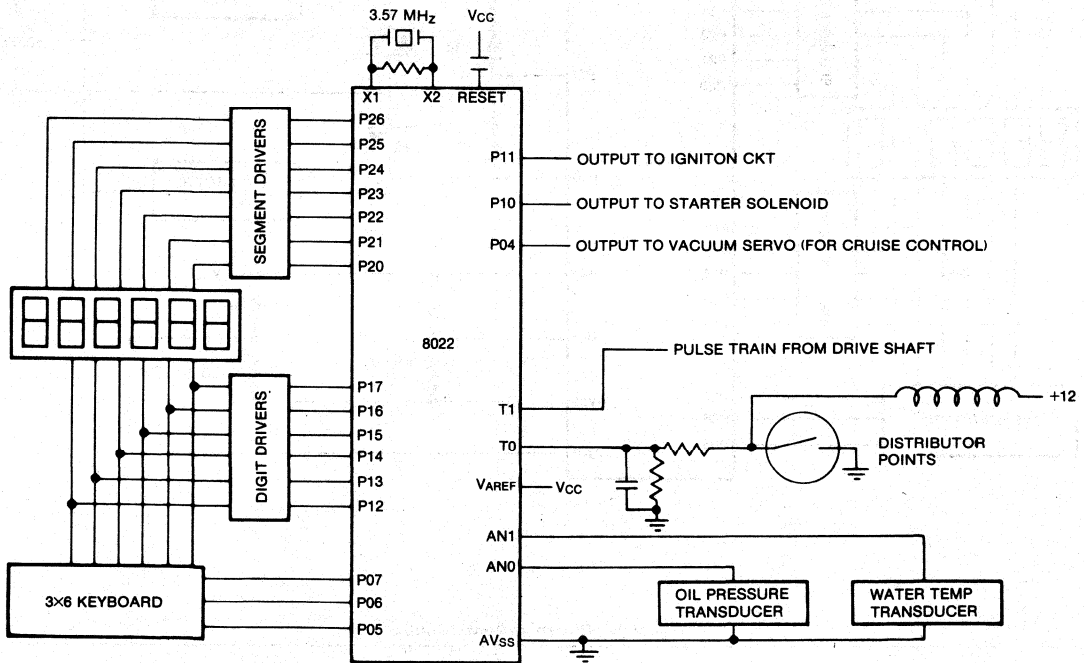 3.57 MHz
VCC
X1
X2
RESET
P26
P25
P24
P23
P22
P21
P20
SEGMENT DRIVERS
P11
OUTPUT TO IGNITON CKT
P10
OUTPUT TO STARTER SOLENOID
P04
OUTPUT TO VACUUM SERVO (FOR CRUISE CONTROL)
8022
PULSE TRAIN FROM DRIVE SHAFT
P17
P16
P15
P14
P13
P12
DIGIT DRIVERS
T1
T0
+12
DISTRIBUTOR
POINTS
VAREF
VCC
AN1
AN0
P07
P06
P05
3×6 KEYBOARD
OIL PRESSURE
TRANSDUCER
WATER TEMP
TRANSDUCER
AVSS